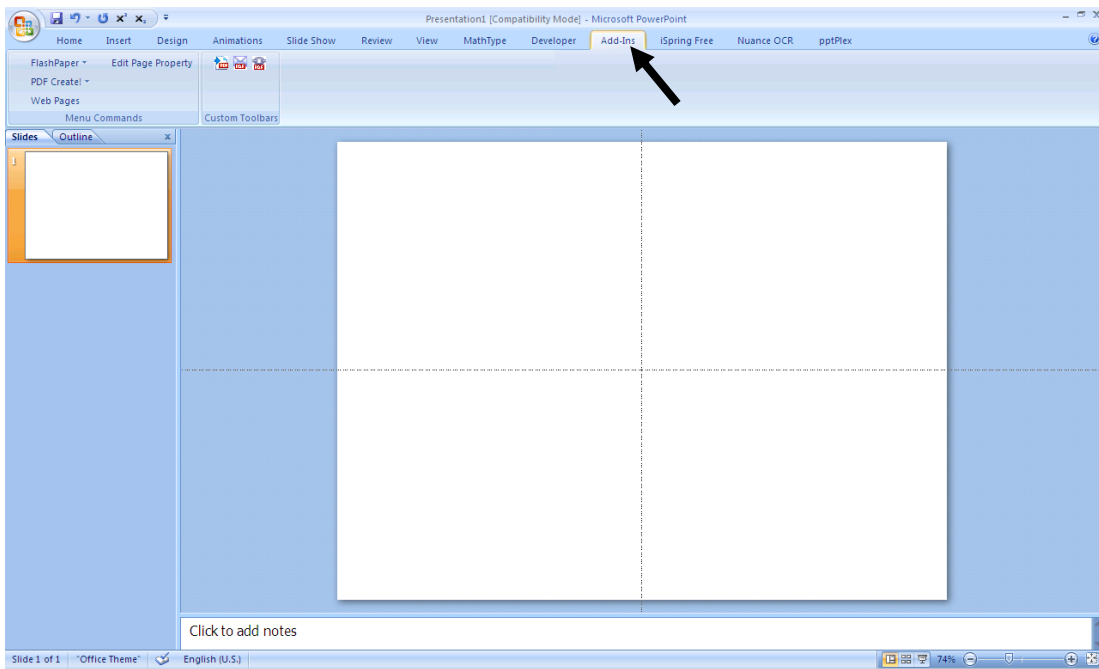 Presentation1 [Compatibility Mode] - Microsoft PowerPoint
Home Insert Design Animations Slide Show Review View MathType Developer Add-Ins iSpring Free Nuance OCR pptPlex
FlashPaper Edit Page Property
PDF Create!
Web Pages
Menu Commands Custom Toolbars
Slides Outline x
1
Click to add notes
Slide 1 of 1 "Office Theme" English (U.S.) 74%